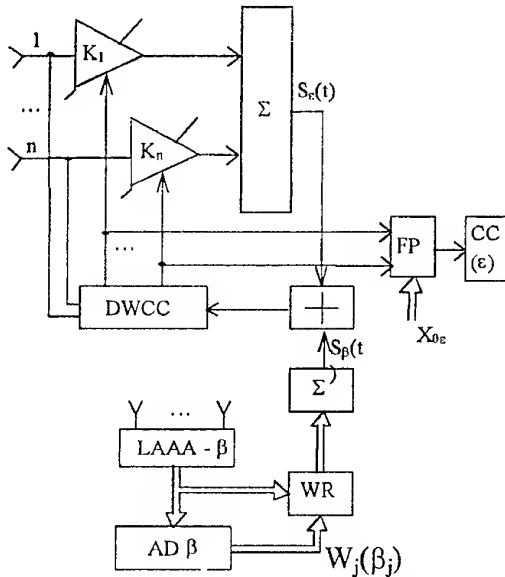 1
K₁
...
n
Kₙ
Σ
Sε(t)
...
FP
CC
(ε)
DWCC
X₀ε
Sβ(t
)
Σ
...
LAAA - β
WR
AD β
Wⱼ(βⱼ)